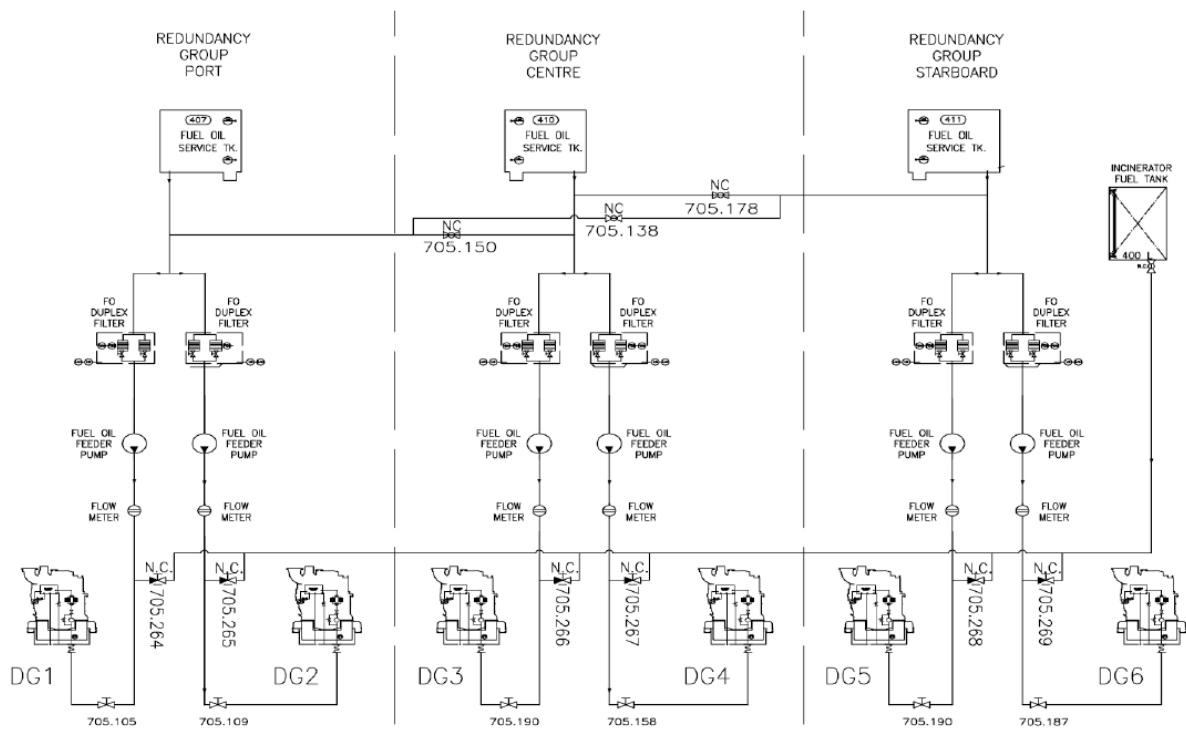 REDUNDANCY
GROUP
PORT
REDUNDANCY
GROUP
CENTRE
REDUNDANCY
GROUP
STARBOARD
407
FUEL OIL
SERVICE TK.
410
FUEL OIL
SERVICE TK.
411
FUEL OIL
SERVICE TK.
INCINERATOR
FUEL TANK
400
N.C.
NC
705.178
NC
705.138
NC
705.150
FO
DUPLEX
FILTER
FO
DUPLEX
FILTER
FO
DUPLEX
FILTER
FO
DUPLEX
FILTER
FO
DUPLEX
FILTER
FO
DUPLEX
FILTER
FUEL OIL
FEEDER
PUMP
FUEL OIL
FEEDER
PUMP
FUEL OIL
FEEDER
PUMP
FUEL OIL
FEEDER
PUMP
FUEL OIL
FEEDER
PUMP
FUEL OIL
FEEDER
PUMP
FLOW
METER
FLOW
METER
FLOW
METER
FLOW
METER
FLOW
METER
FLOW
METER
N.C.
705.264
N.C.
705.265
N.C.
705.266
N.C.
705.267
N.C.
705.268
N.C.
705.269
DG1
DG2
DG3
DG4
DG5
DG6
705.105
705.109
705.190
705.158
705.190
705.187